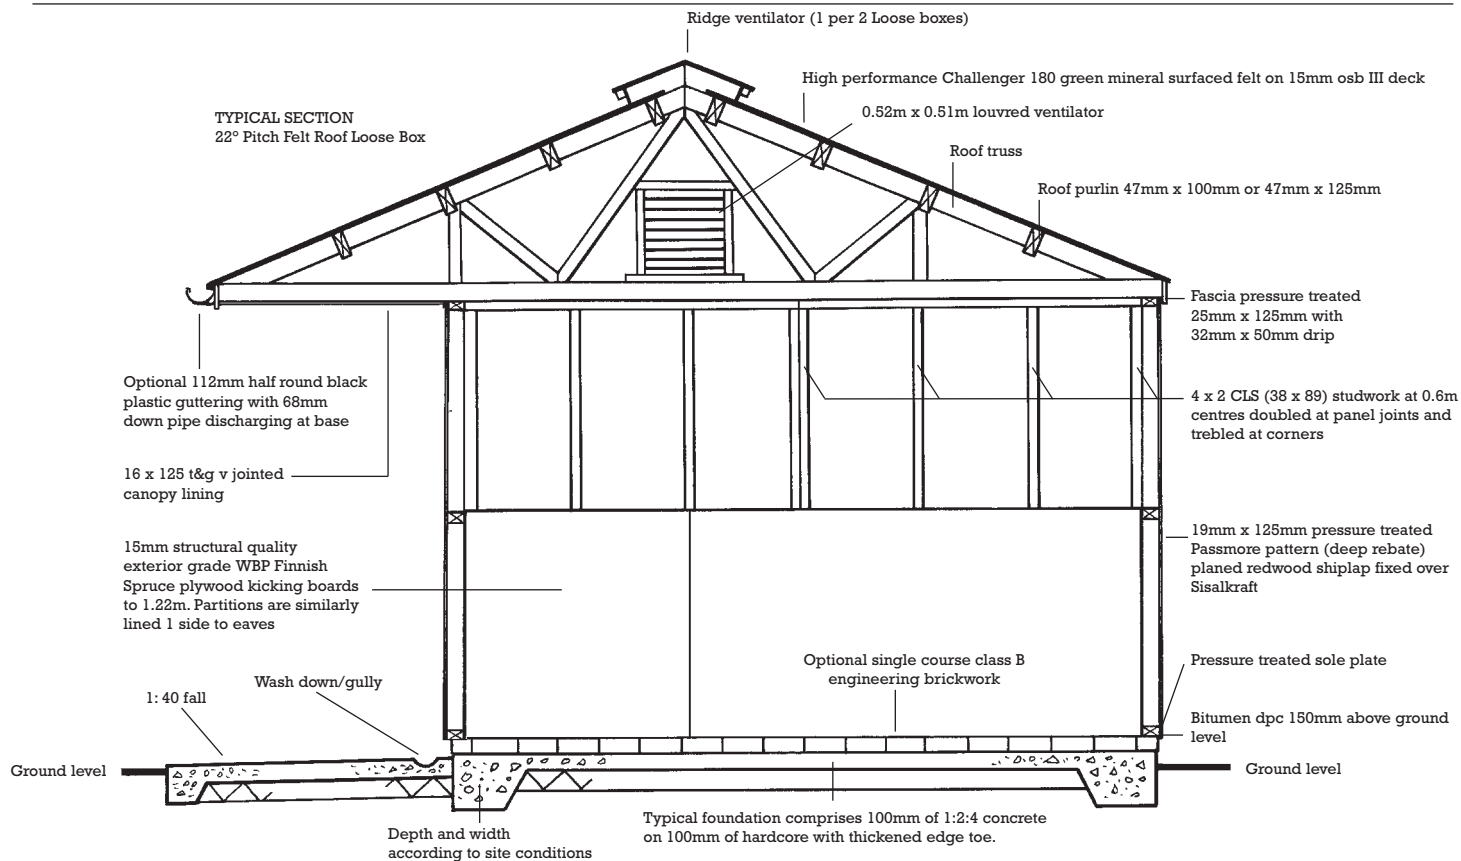 Ridge ventilator (1 per 2 Loose boxes)
High performance Challenger 180 green mineral surfaced felt on 15mm osb III deck
TYPICAL SECTION
22º Pitch Felt Roof Loose Box
0.52m x 0.51m louvred ventilator
Roof truss
Roof purlin 47mm x 100mm or 47mm x 125mm
Fascia pressure treated
25mm x 125mm with
32mm x 50mm drip
Optional 112mm half round black
plastic guttering with 68mm
down pipe discharging at base
4 x 2 CLS (38 x 89) studwork at 0.6m
centres doubled at panel joints and
trebled at corners
16 x 125 t&g v jointed
canopy lining
15mm structural quality
exterior grade WBP Finnish
Spruce plywood kicking boards
to 1.22m. Partitions are similarly
lined 1 side to eaves
19mm x 125mm pressure treated
Passmore pattern (deep rebate)
planed redwood shiplap fixed over
Sisalkraft
Optional single course class B
engineering brickwork
Pressure treated sole plate
Wash down/gully
1: 40 fall
Bitumen dpc 150mm above ground
level
Ground level
Ground level
Typical foundation comprises 100mm of 1:2:4 concrete
on 100mm of hardcore with thickened edge toe.
Depth and width
according to site conditions